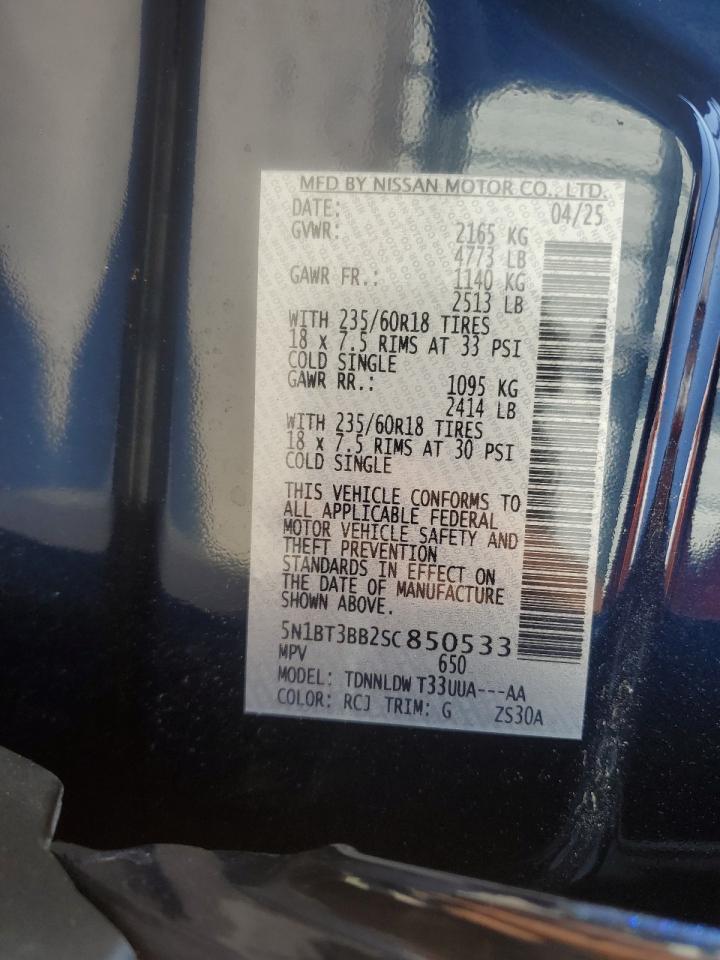 MFD BY NISSAN MOTOR CO., LTD.
DATE: 04/25
GVWR: 2165 KG
4773 LB
GAWR FR.: 1140 KG
2513 LB
WITH 235/60R18 TIRES
18 x 7.5 RIMS AT 33 PSI
COLD SINGLE
GAWR RR.: 1095 KG
2414 LB
WITH 235/60R18 TIRES
18 x 7.5 RIMS AT 30 PSI
COLD SINGLE
THIS VEHICLE CONFORMS TO
ALL APPLICABLE FEDERAL
MOTOR VEHICLE SAFETY AND
THEFT PREVENTION
STANDARDS IN EFFECT ON
THE DATE OF MANUFACTURE
SHOWN ABOVE.
5N1BT3BB2SC850533
MPV 650
MODEL: TDNNLDW T33UUA---AA
COLOR: RCJ TRIM: G ZS30A